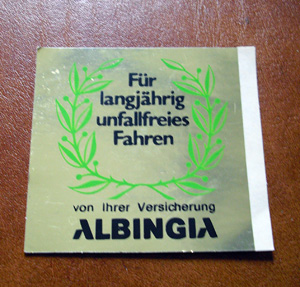 Für
langjährig
unfallfreies
Fahren
von Ihrer Versicherung
ALBINGIA